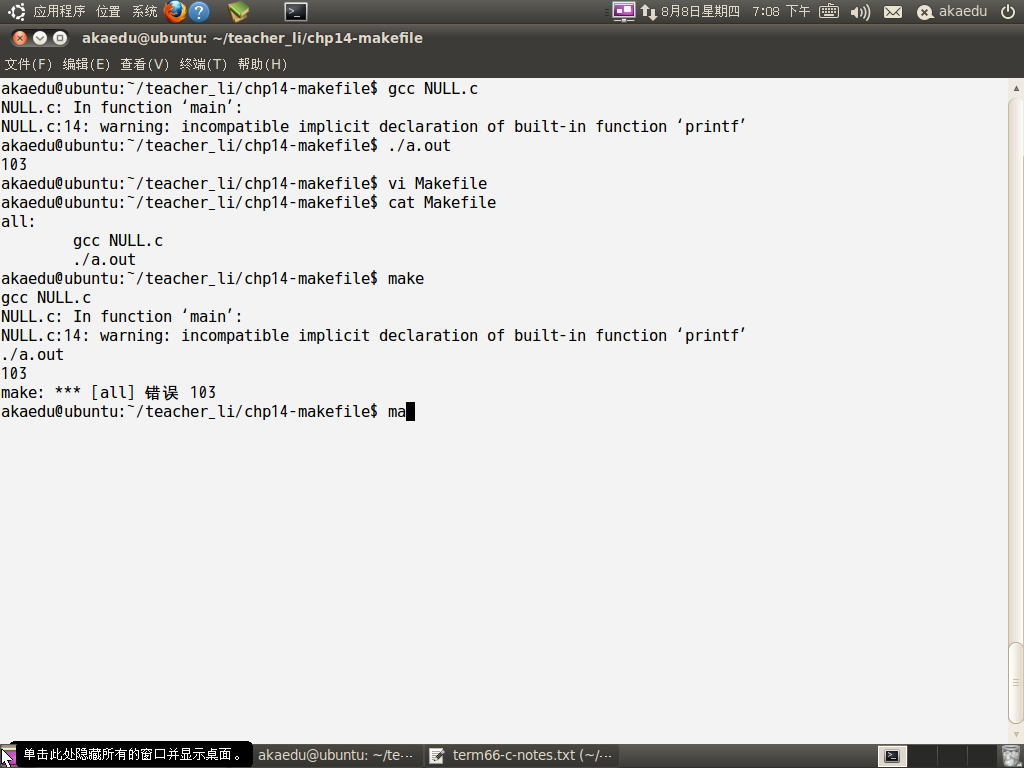 应用程序 位置 系统 8月8日星期四 7:08 下午 akaedu
akaedu@ubuntu: ~/teacher_li/chp14-makefile
文件(F) 编辑(E) 查看(V) 终端(T) 帮助(H)
akaedu@ubuntu:~/teacher_li/chp14-makefile$ gcc NULL.c
NULL.c: In function ‘main’:
NULL.c:14: warning: incompatible implicit declaration of built-in function ‘printf’
akaedu@ubuntu:~/teacher_li/chp14-makefile$ ./a.out
103
akaedu@ubuntu:~/teacher_li/chp14-makefile$ vi Makefile
akaedu@ubuntu:~/teacher_li/chp14-makefile$ cat Makefile
all:
        gcc NULL.c
        ./a.out
akaedu@ubuntu:~/teacher_li/chp14-makefile$ make
gcc NULL.c
NULL.c: In function ‘main’:
NULL.c:14: warning: incompatible implicit declaration of built-in function ‘printf’
./a.out
103
make: *** [all] 错误 103
akaedu@ubuntu:~/teacher_li/chp14-makefile$ ma
单击此处隐藏所有的窗口并显示桌面。 akaedu@ubuntu: ~/te··· term66-c-notes.txt (~/···